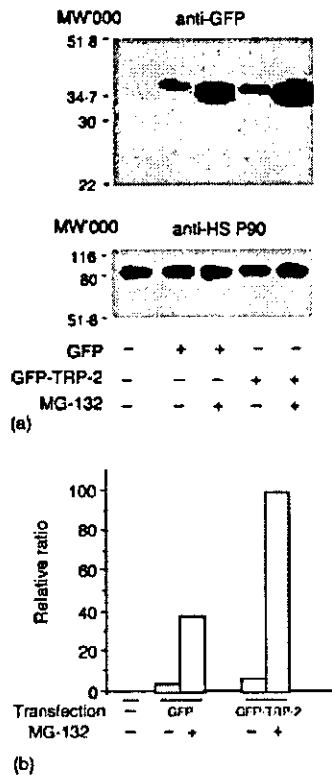 MW'000 anti-GFP
51·8
34·7
30
22
MW'000 anti-HS P90
116
80
51·8
GFP – + + – –
GFP-TRP-2 – – – + +
MG-132 – – + – +
(a)
100
80
60
40
20
0
Relative ratio
Transfection – GFP GFP-TRP-2
MG-132 – – + – +
(b)